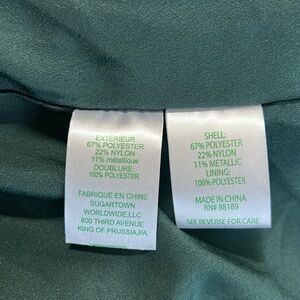 EXTERIEUR
67% POLYESTER
22% NYLON
11% métallique
DOUBLURE:
100% POLYESTER
FABRIQUE EN CHINE
SUGARTOWN
WORLDWIDE,LLC
600 THIRD AVENUE
KING OF PRUSSIA,PA
SHELL:
67% POLYESTER
22% NYLON
11% METALLIC
LINING:
100% POLYESTER
MADE IN CHINA
RN# 88189
SEE REVERSE FOR CARE